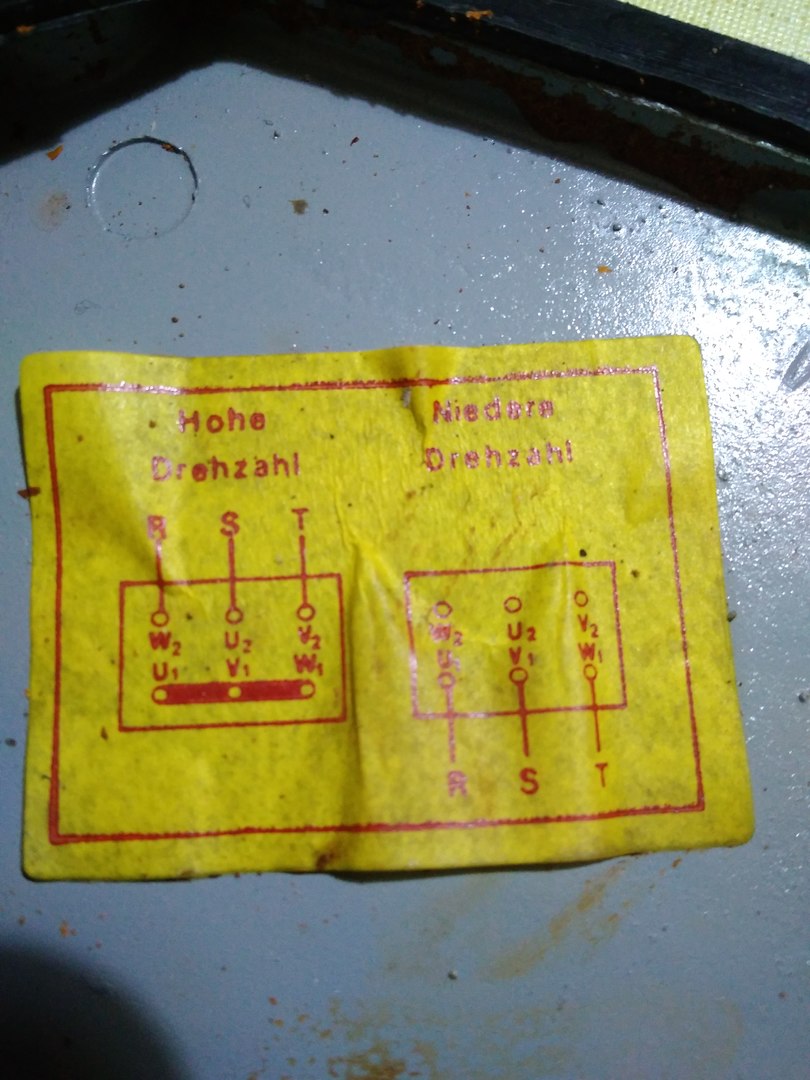 Hohe
Drehzahl
R S T
W2 U2 V2
U1 V1 W1
Niedere
Drehzahl
W2 U2 V2
U1 V1 W1
R S T